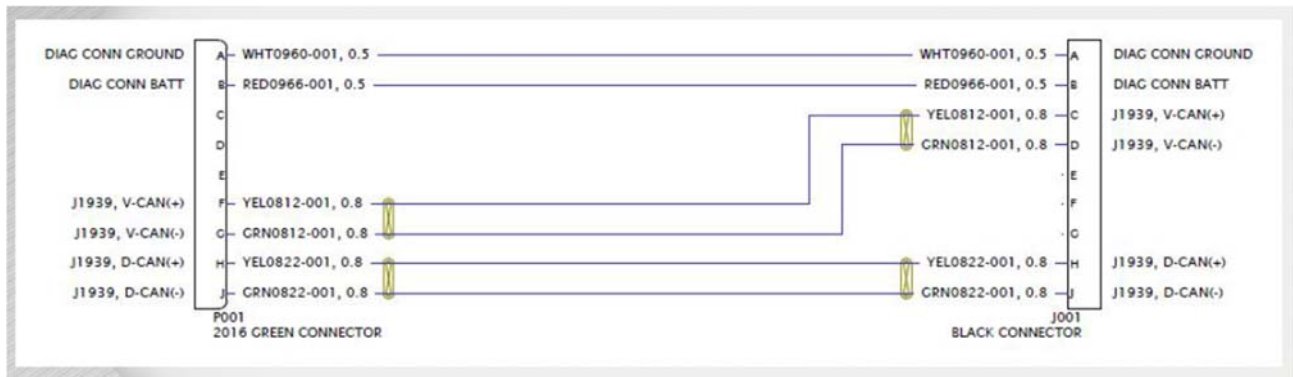 DIAG CONN GROUND A WHT0960-001, 0.5 WHT0960-001, 0.5 A DIAG CONN GROUND
DIAG CONN BATT B RED0966-001, 0.5 RED0966-001, 0.5 B DIAG CONN BATT
C YEL0812-001, 0.8 C J1939, V-CAN(+)
D GRN0812-001, 0.8 D J1939, V-CAN(-)
E E
J1939, V-CAN(+) F YEL0812-001, 0.8 F
J1939, V-CAN(-) G GRN0812-001, 0.8 G
J1939, D-CAN(+) H YEL0822-001, 0.8 YEL0822-001, 0.8 H J1939, D-CAN(+)
J1939, D-CAN(-) J GRN0822-001, 0.8 GRN0822-001, 0.8 J J1939, D-CAN(-)
P001 J001
2016 GREEN CONNECTOR BLACK CONNECTOR